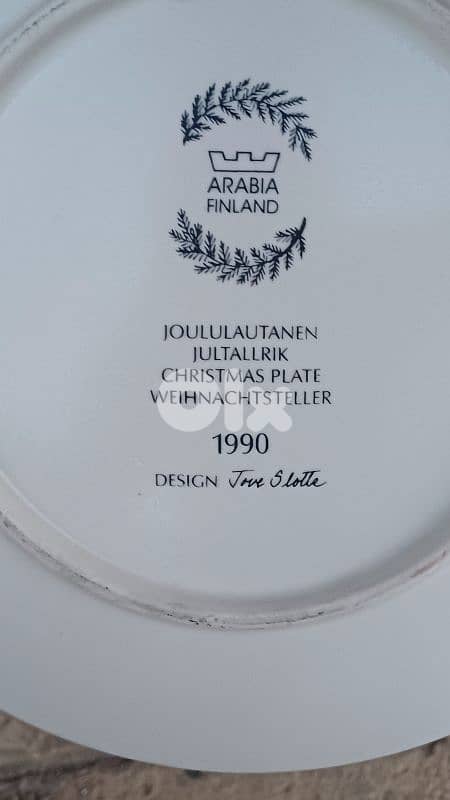 ARABIA
FINLAND
JOULULAUTANEN
JULTALLRIK
CHRISTMAS PLATE
WEIHNACHTSTELLER
olx
1990
DESIGN Tove Slotte